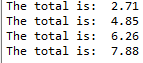 The total is:  2.71
The total is:  4.85
The total is:  6.26
The total is:  7.88